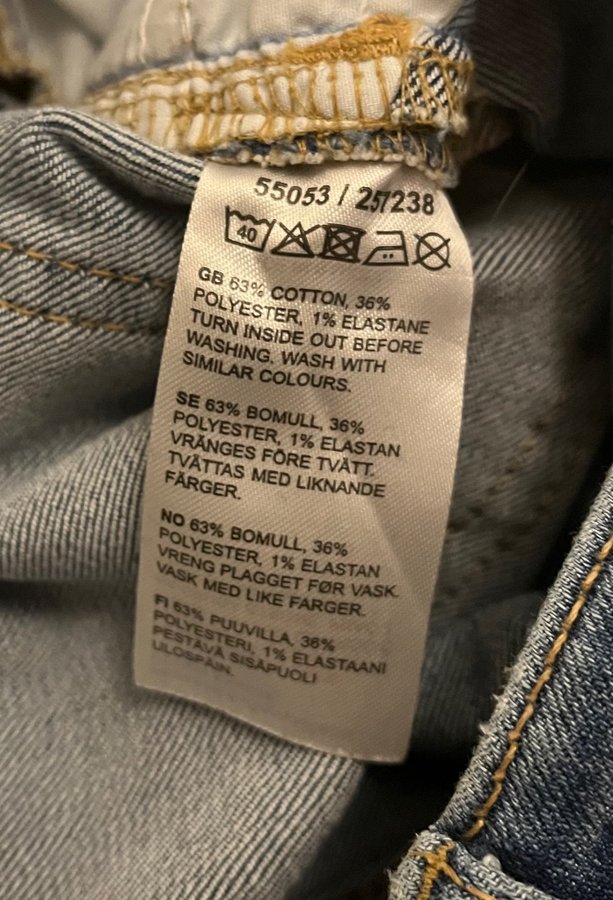 55053 / 257238
40
GB 63% COTTON, 36%
POLYESTER, 1% ELASTANE
TURN INSIDE OUT BEFORE
WASHING. WASH WITH
SIMILAR COLOURS.
SE 63% BOMULL, 36%
POLYESTER, 1% ELASTAN
VRÄNGES FÖRE TVÄTT.
TVÄTTAS MED LIKNANDE
FÄRGER.
NO 63% BOMULL, 36%
POLYESTER, 1% ELASTAN
VRENG PLAGGET FØR VASK.
VASK MED LIKE FARGER.
FI 63% PUUVILLA, 36%
POLYESTERI, 1% ELASTAANI
PESTÄVÄ SISÄPUOLI
ULOSPÄIN.